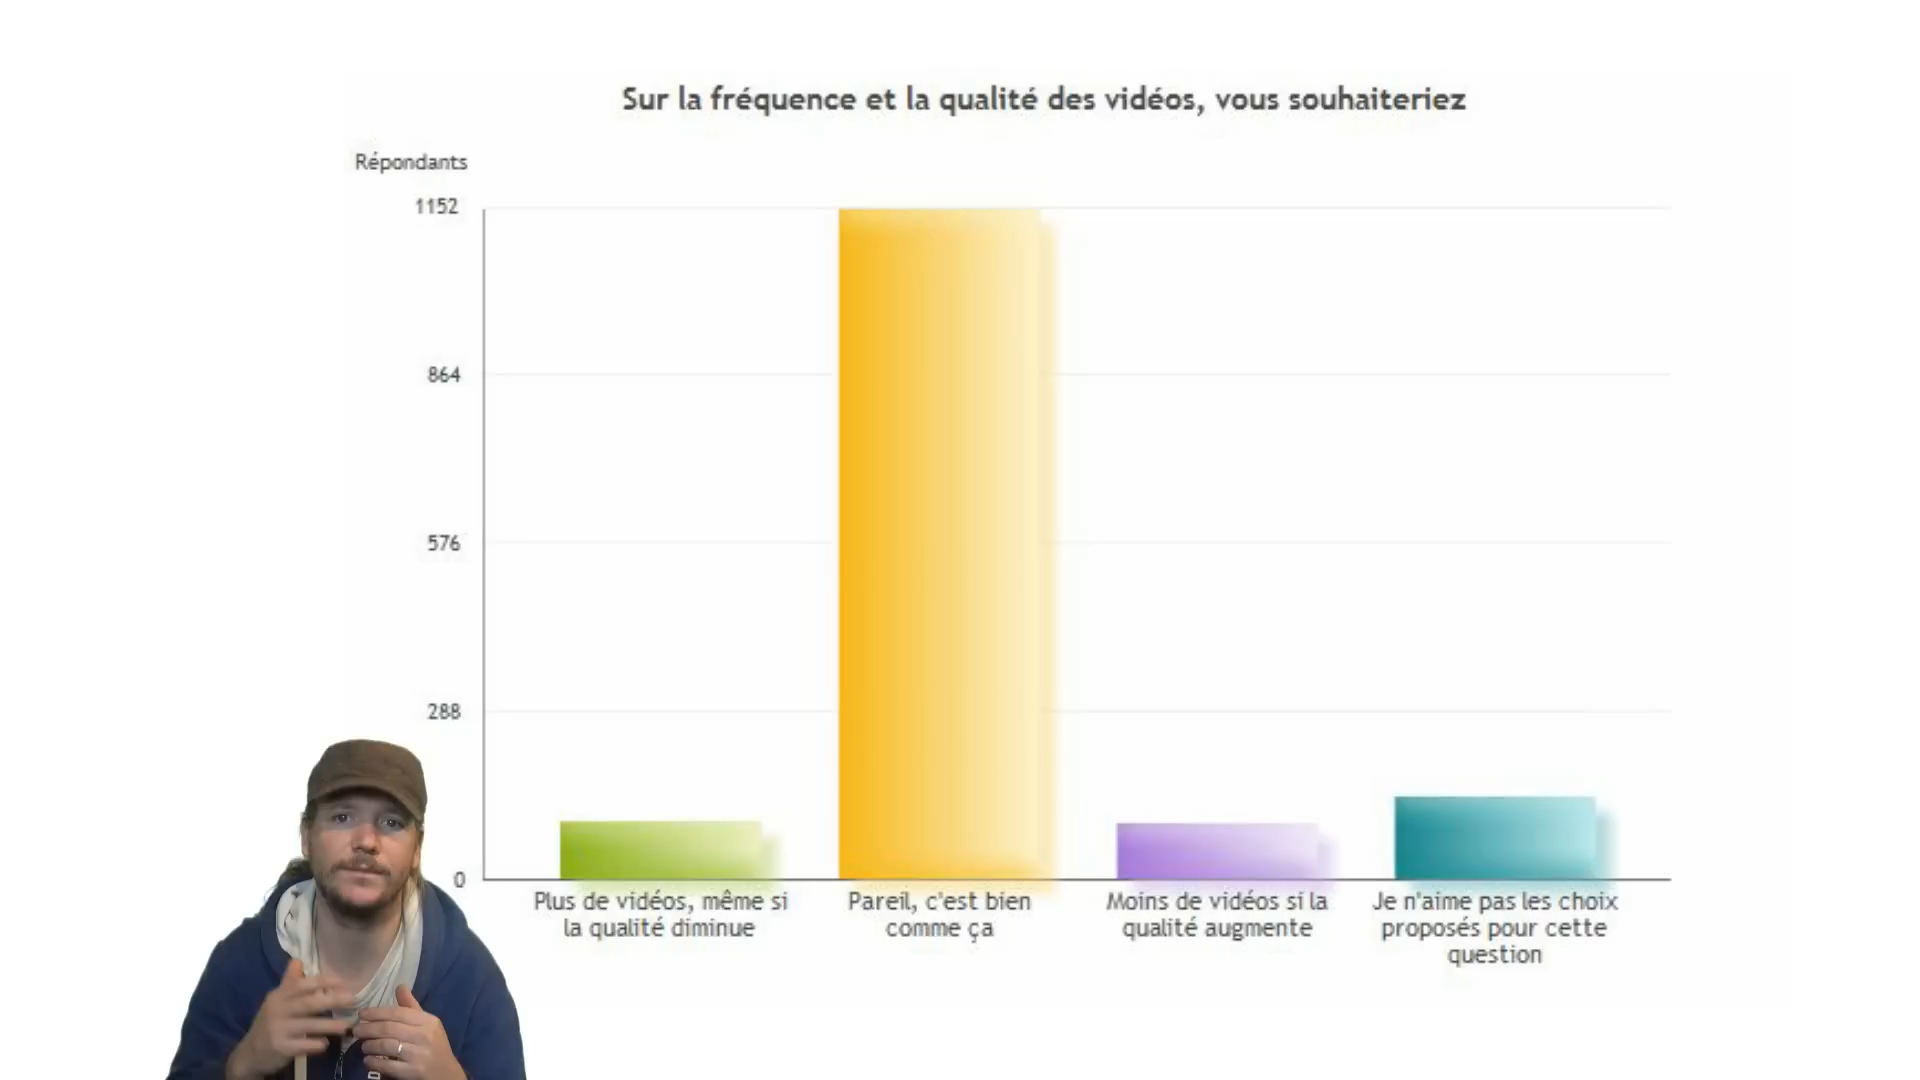 Sur la fréquence et la qualité des vidéos, vous souhaiteriez
Répondants
1152
864
576
288
0
Plus de vidéos, même si
la qualité diminue
Pareil, c'est bien
comme ça
Moins de vidéos si la
qualité augmente
Je n'aime pas les choix
proposés pour cette
question